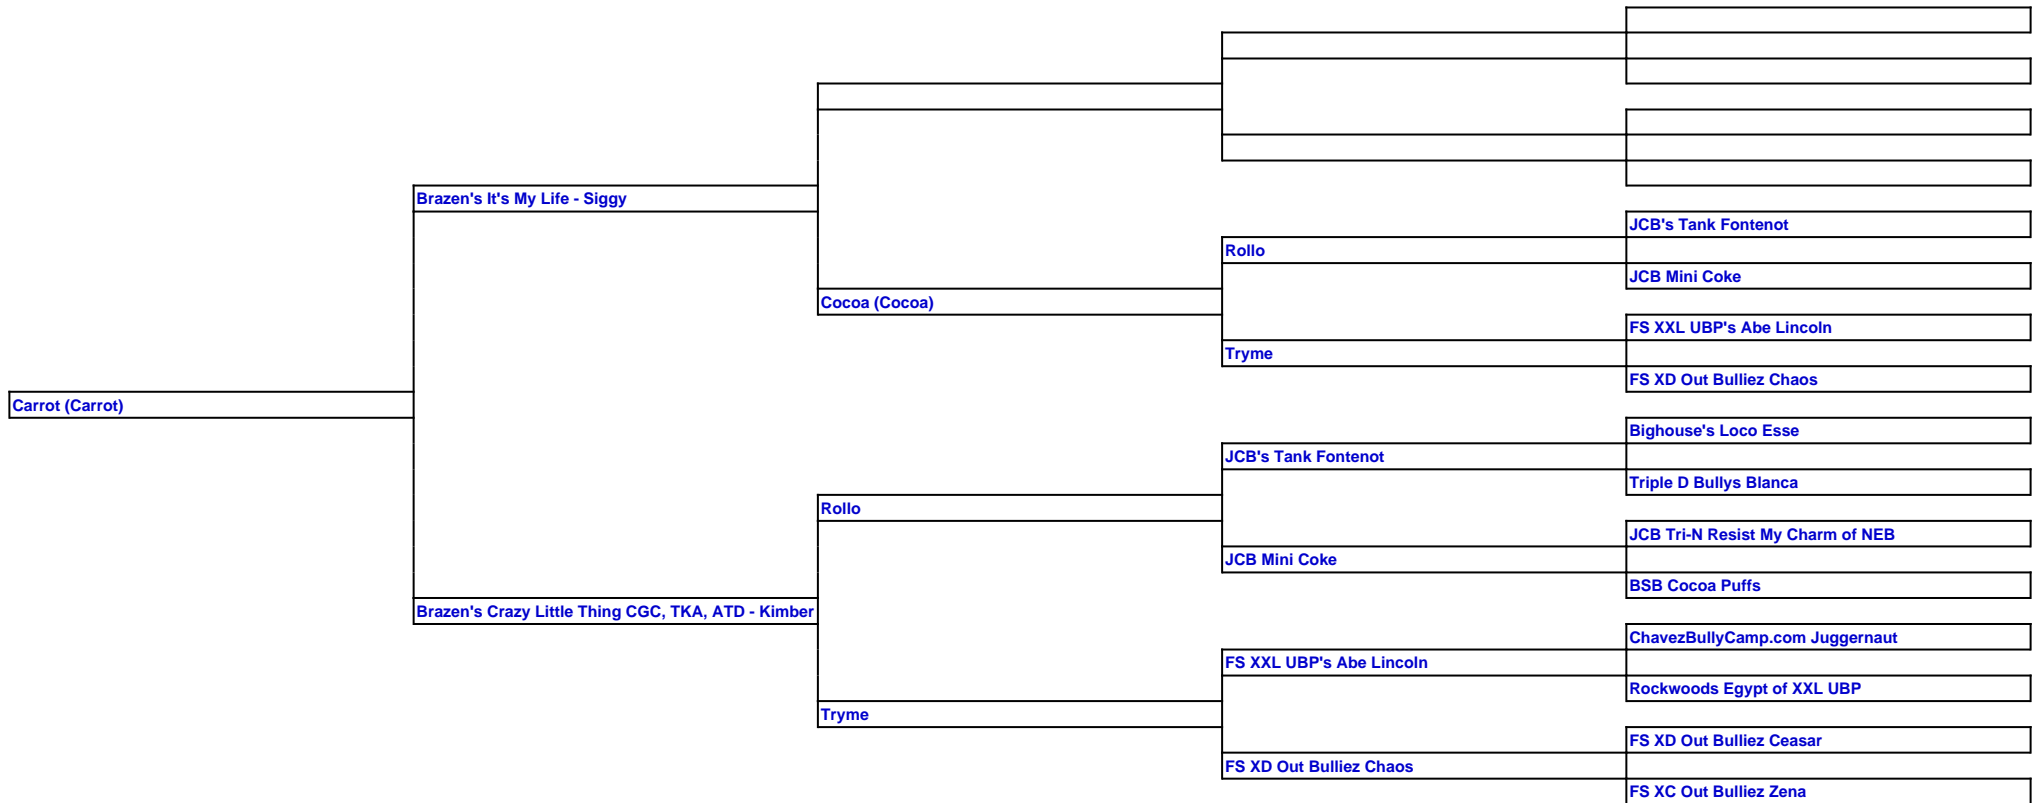 Brazen's It's My Life - Siggy
JCB's Tank Fontenot
Rollo
JCB Mini Coke
Cocoa (Cocoa)
FS XXL UBP's Abe Lincoln
Tryme
FS XD Out Bulliez Chaos
Carrot (Carrot)
Bighouse's Loco Esse
JCB's Tank Fontenot
Triple D Bullys Blanca
Rollo
JCB Tri-N Resist My Charm of NEB
JCB Mini Coke
BSB Cocoa Puffs
Brazen's Crazy Little Thing CGC, TKA, ATD - Kimber
ChavezBullyCamp.com Juggernaut
FS XXL UBP's Abe Lincoln
Rockwoods Egypt of XXL UBP
Tryme
FS XD Out Bulliez Ceasar
FS XD Out Bulliez Chaos
FS XC Out Bulliez Zena